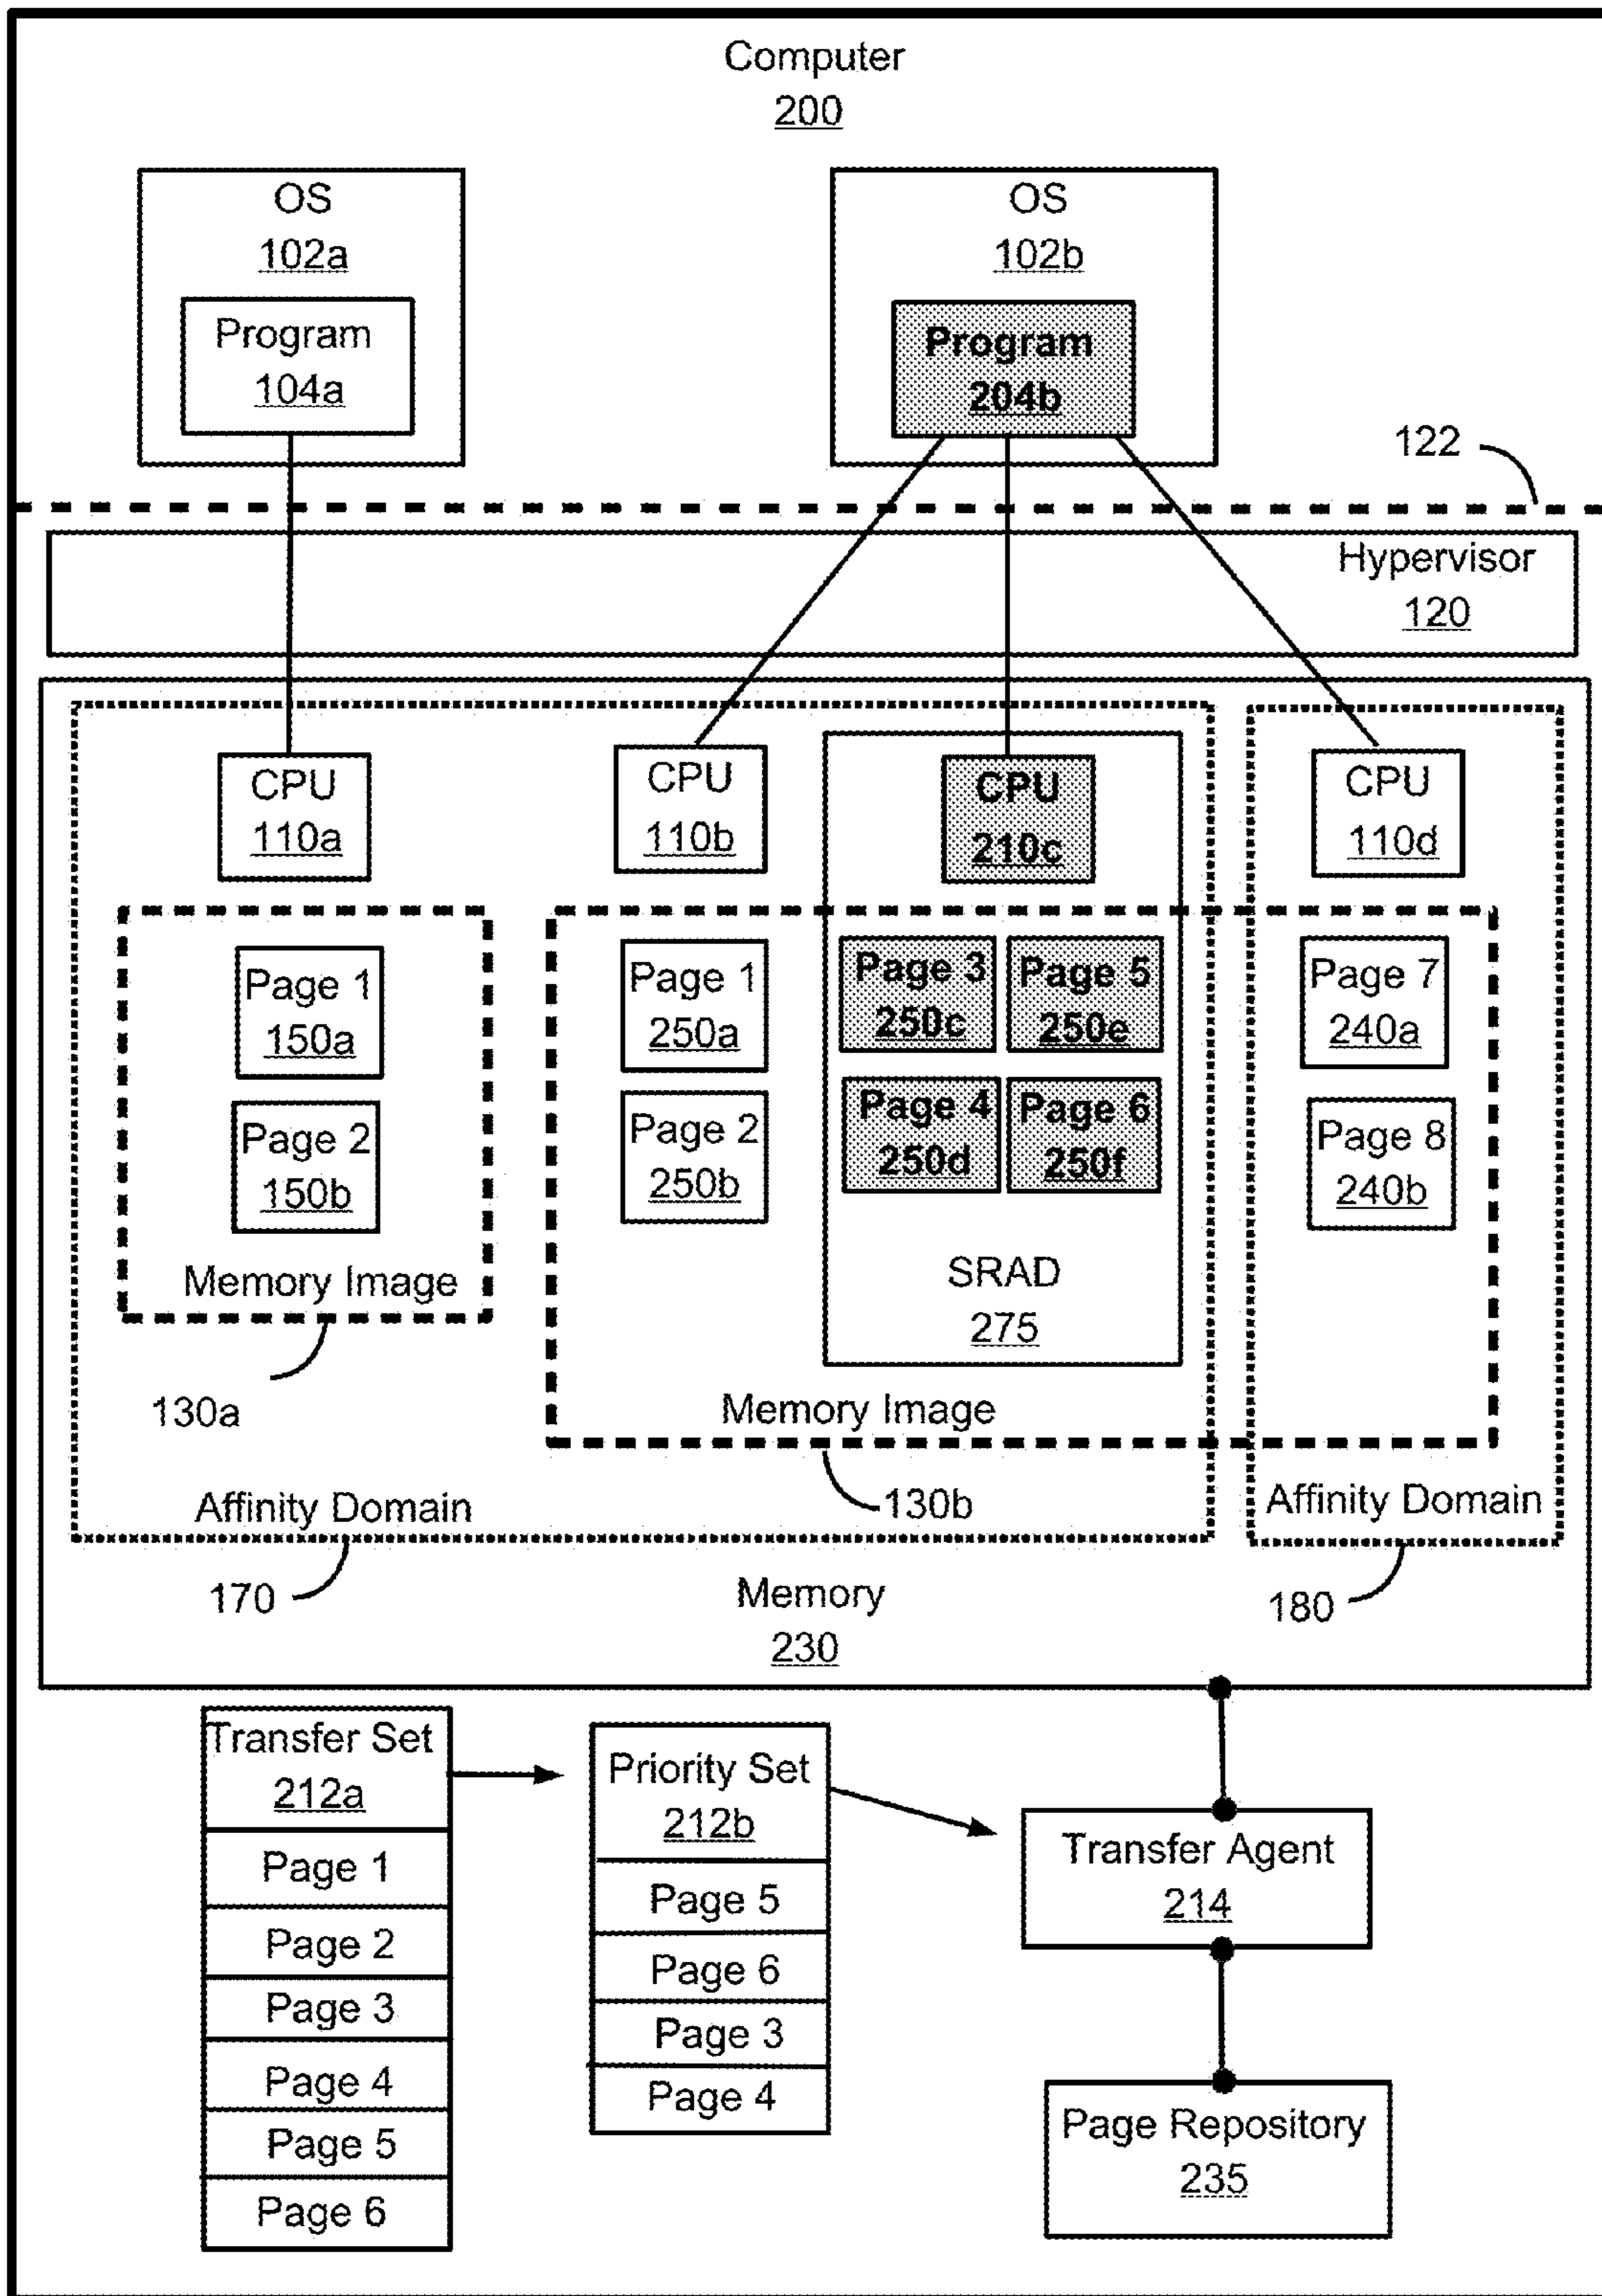 Computer
200
OS
102a
Program
104a
OS
102b
Program
204b
122
Hypervisor
120
CPU
110a
CPU
110b
CPU
210c
CPU
110d
Page 1
150a
Page 2
150b
Memory Image
130a
Page 1
250a
Page 2
250b
Page 3
250c
Page 5
250e
Page 4
250d
Page 6
250f
SRAD
275
Page 7
240a
Page 8
240b
Memory Image
130b
Affinity Domain
170
Affinity Domain
180
Memory
230
Transfer Set
212a
Page 1
Page 2
Page 3
Page 4
Page 5
Page 6
Priority Set
212b
Page 5
Page 6
Page 3
Page 4
Transfer Agent
214
Page Repository
235